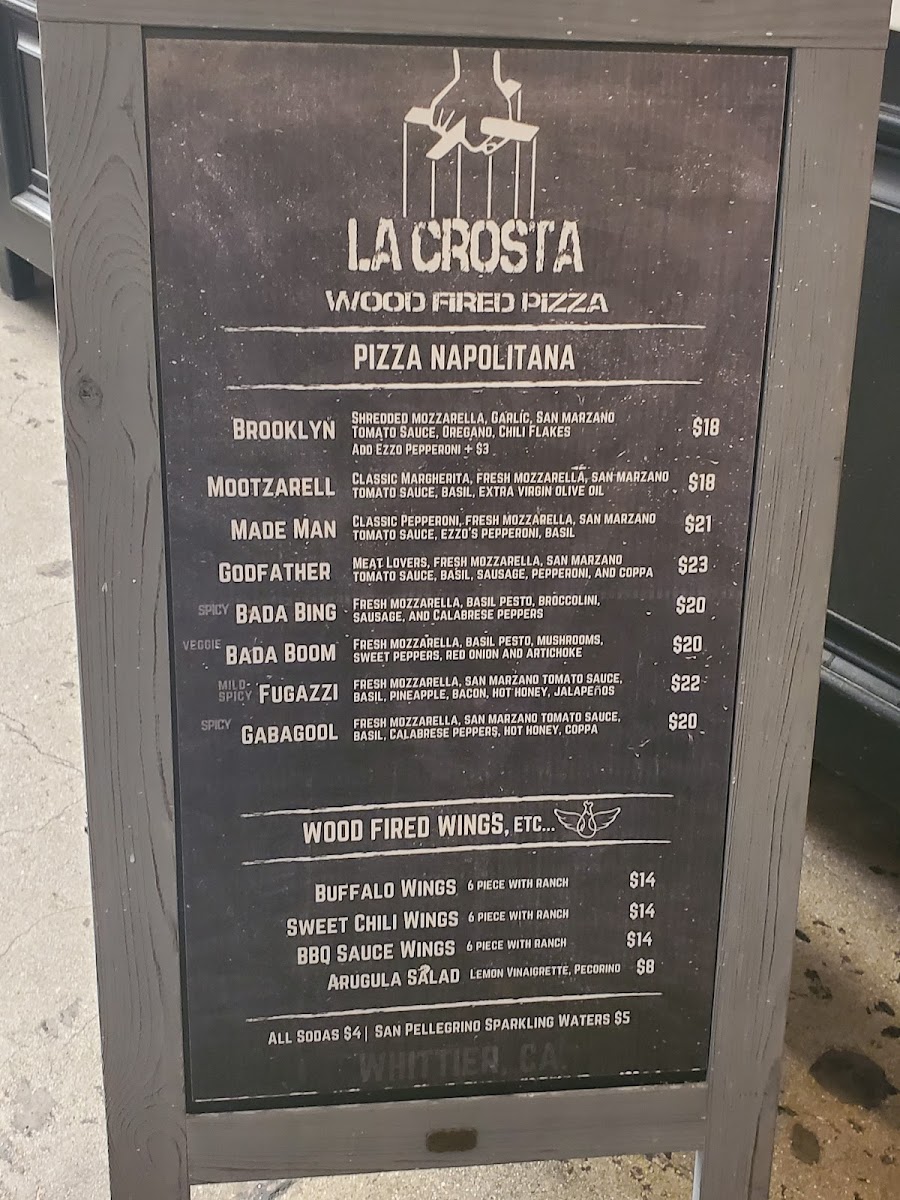 LA CROSTA
WOOD FIRED PIZZA
PIZZA NAPOLITANA
BROOKLYN SHREDDED MOZZARELLA, GARLIC, SAN MARZANO $18
TOMATO SAUCE, OREGANO, CHILI FLAKES
ADD EZZO PEPPERONI + $3
MOOTZARELL CLASSIC MARGHERITA, FRESH MOZZARELLA, SAN MARZANO $18
TOMATO SAUCE, BASIL, EXTRA VIRGIN OLIVE OIL
MADE MAN CLASSIC PEPPERONI, FRESH MOZZARELLA, SAN MARZANO $21
TOMATO SAUCE, EZZO'S PEPPERONI, BASIL
GODFATHER MEAT LOVERS, FRESH MOZZARELLA, SAN MARZANO $23
TOMATO SAUCE, BASIL, SAUSAGE, PEPPERONI, AND COPPA
SPICY BADA BING FRESH MOZZARELLA, BASIL PESTO, BROCCOLINI, $20
SAUSAGE, AND CALABRESE PEPPERS
VEGGIE BADA BOOM FRESH MOZZARELLA, BASIL PESTO, MUSHROOMS, $20
SWEET PEPPERS, RED ONION AND ARTICHOKE
MILD-SPICY FUGAZZI FRESH MOZZARELLA, SAN MARZANO TOMATO SAUCE, $22
BASIL, PINEAPPLE, BACON, HOT HONEY, JALAPEñOS
SPICY GABAGOOL FRESH MOZZARELLA, SAN MARZANO TOMATO SAUCE, $20
BASIL, CALABRESE PEPPERS, HOT HONEY, COPPA
WOOD FIRED WINGS, ETC...
BUFFALO WINGS 6 PIECE WITH RANCH $14
SWEET CHILI WINGS 6 PIECE WITH RANCH $14
BBQ SAUCE WINGS 6 PIECE WITH RANCH $14
ARUGULA SALAD LEMON VINAIGRETTE, PECORINO $8
ALL SODAS $4| SAN PELLEGRINO SPARKLING WATERS $5
WHITTIER, CA